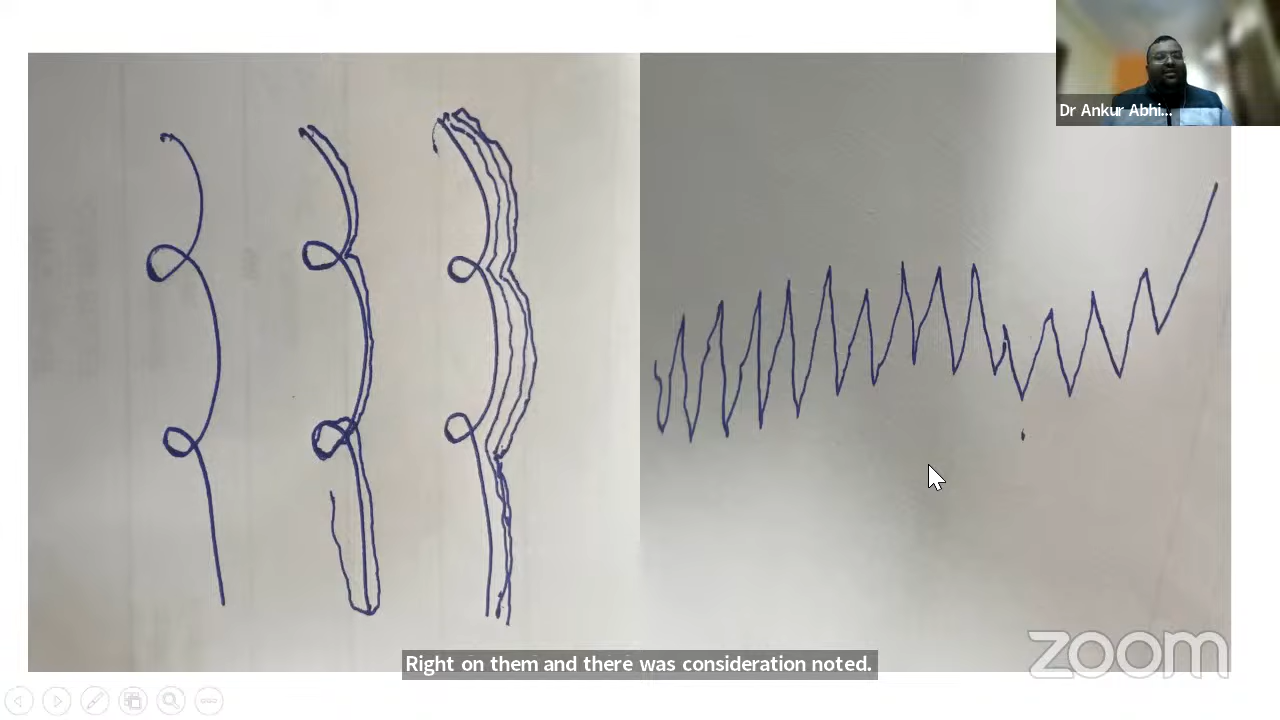 Dr Ankur Abhi...
Right on them and there was consideration noted.
zoom